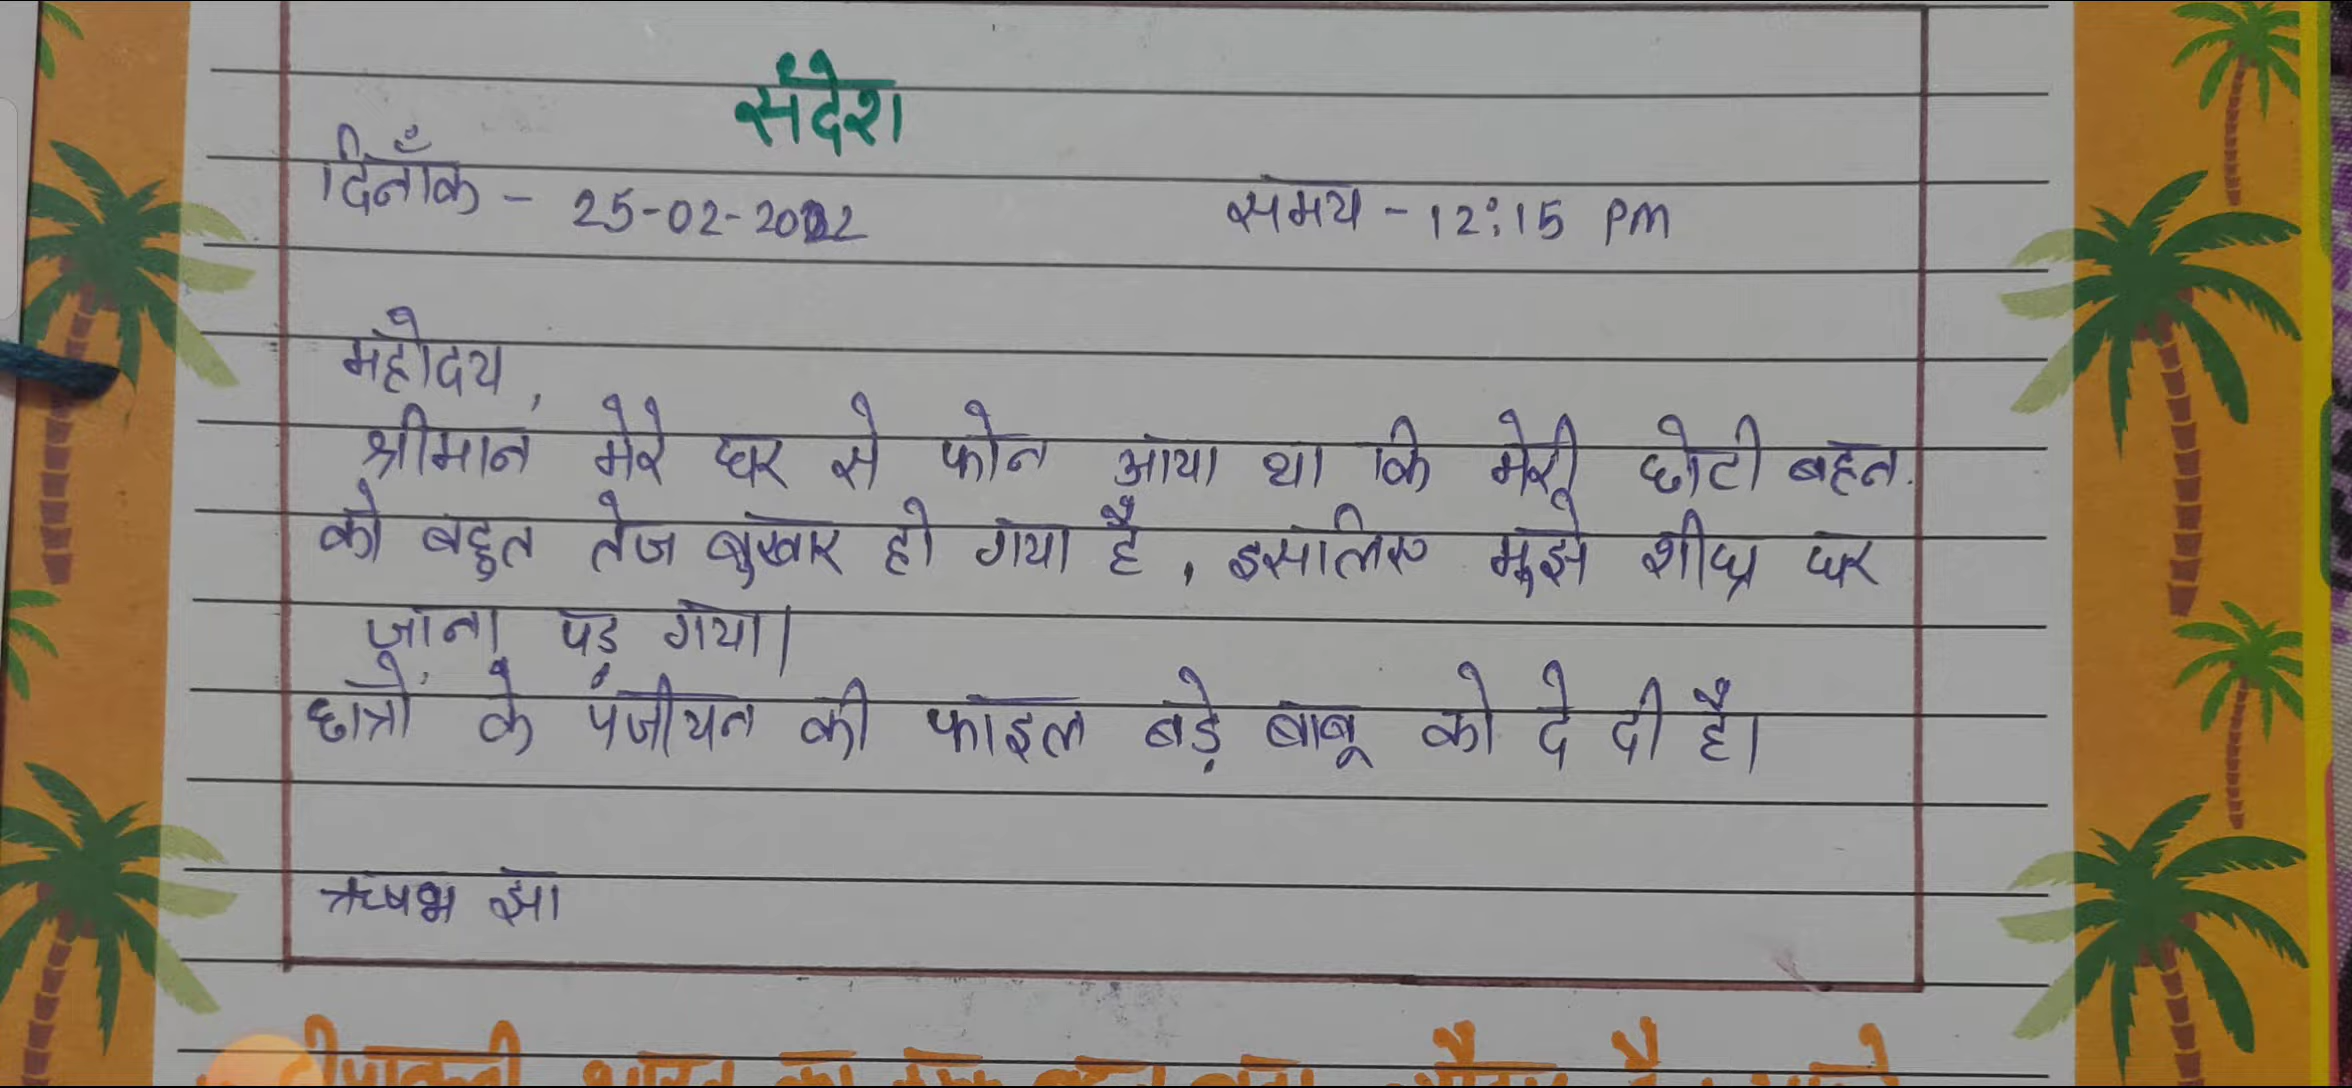 संदेश
दिनाँक - 25-02-2022 समय - 12:15 PM
महोदय,
श्रीमान मेरे घर से फोन आया था कि मेरी छोटी बहन
को बहुत तेज बुखार हो गया है, इसलिए मुझे शीघ्र घर
जाना पड़ गया।
छात्रों के पंजीयन की फाइल बड़े बाबू को दे दी है।
ऋषभ झा